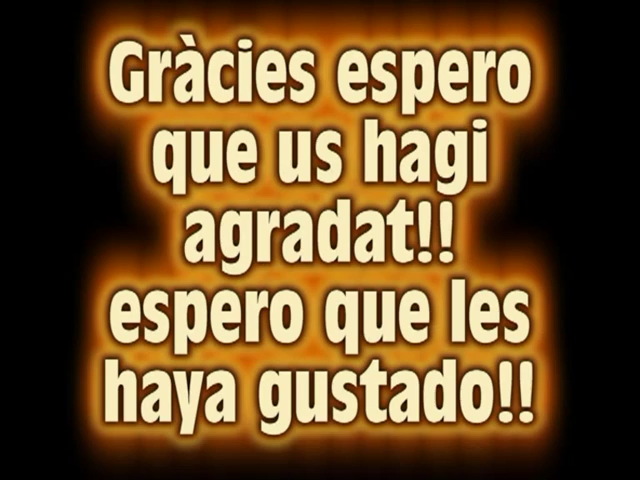 Gràcies espero
que us hagi
agradat!!
espero que les
haya gustado!!